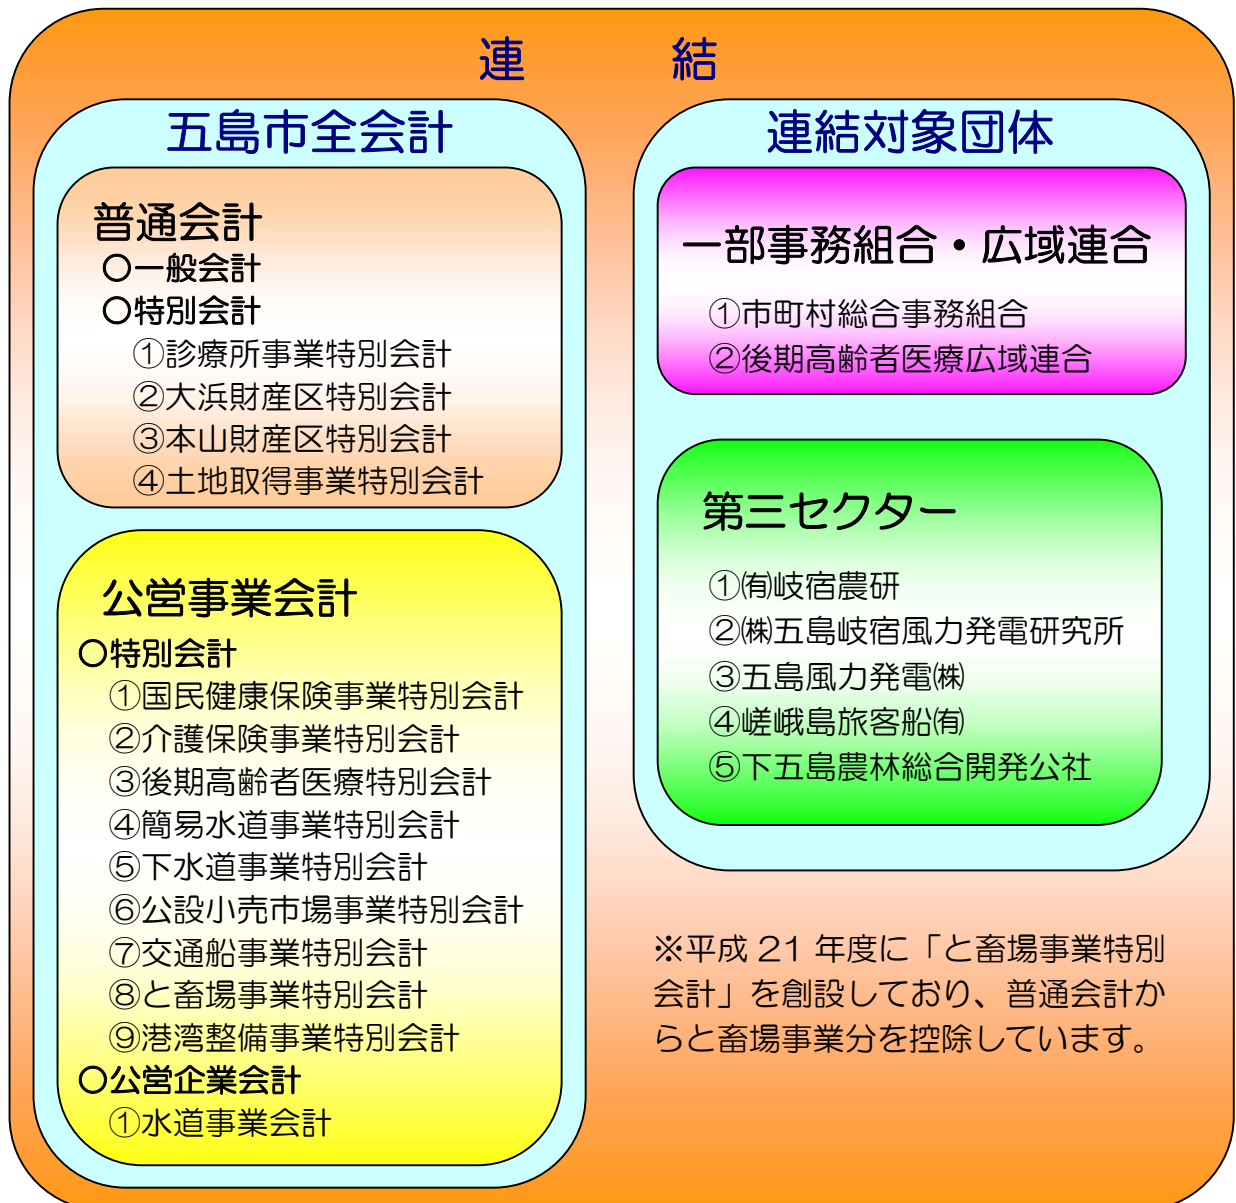 連結
五島市全会計
普通会計
〇一般会計
〇特別会計
①診療所事業特別会計
②大浜財産区特別会計
③本山財産区特別会計
④土地取得事業特別会計
公営事業会計
〇特別会計
①国民健康保険事業特別会計
②介護保険事業特別会計
③後期高齢者医療特別会計
④簡易水道事業特別会計
⑤下水道事業特別会計
⑥公設小売市場事業特別会計
⑦交通船事業特別会計
⑧と畜場事業特別会計
⑨港湾整備事業特別会計
〇公営企業会計
①水道事業会計
連結対象団体
一部事務組合・広域連合
①市町村総合事務組合
②後期高齢者医療広域連合
第三セクター
①㈲岐宿農研
②㈱五島岐宿風力発電研究所
③五島風力発電㈱
④嵯峨島旅客船㈲
⑤下五島農林総合開発公社
※平成 21 年度に「と畜場事業特別
会計」を創設しており、普通会計か
らと畜場事業分を控除しています。